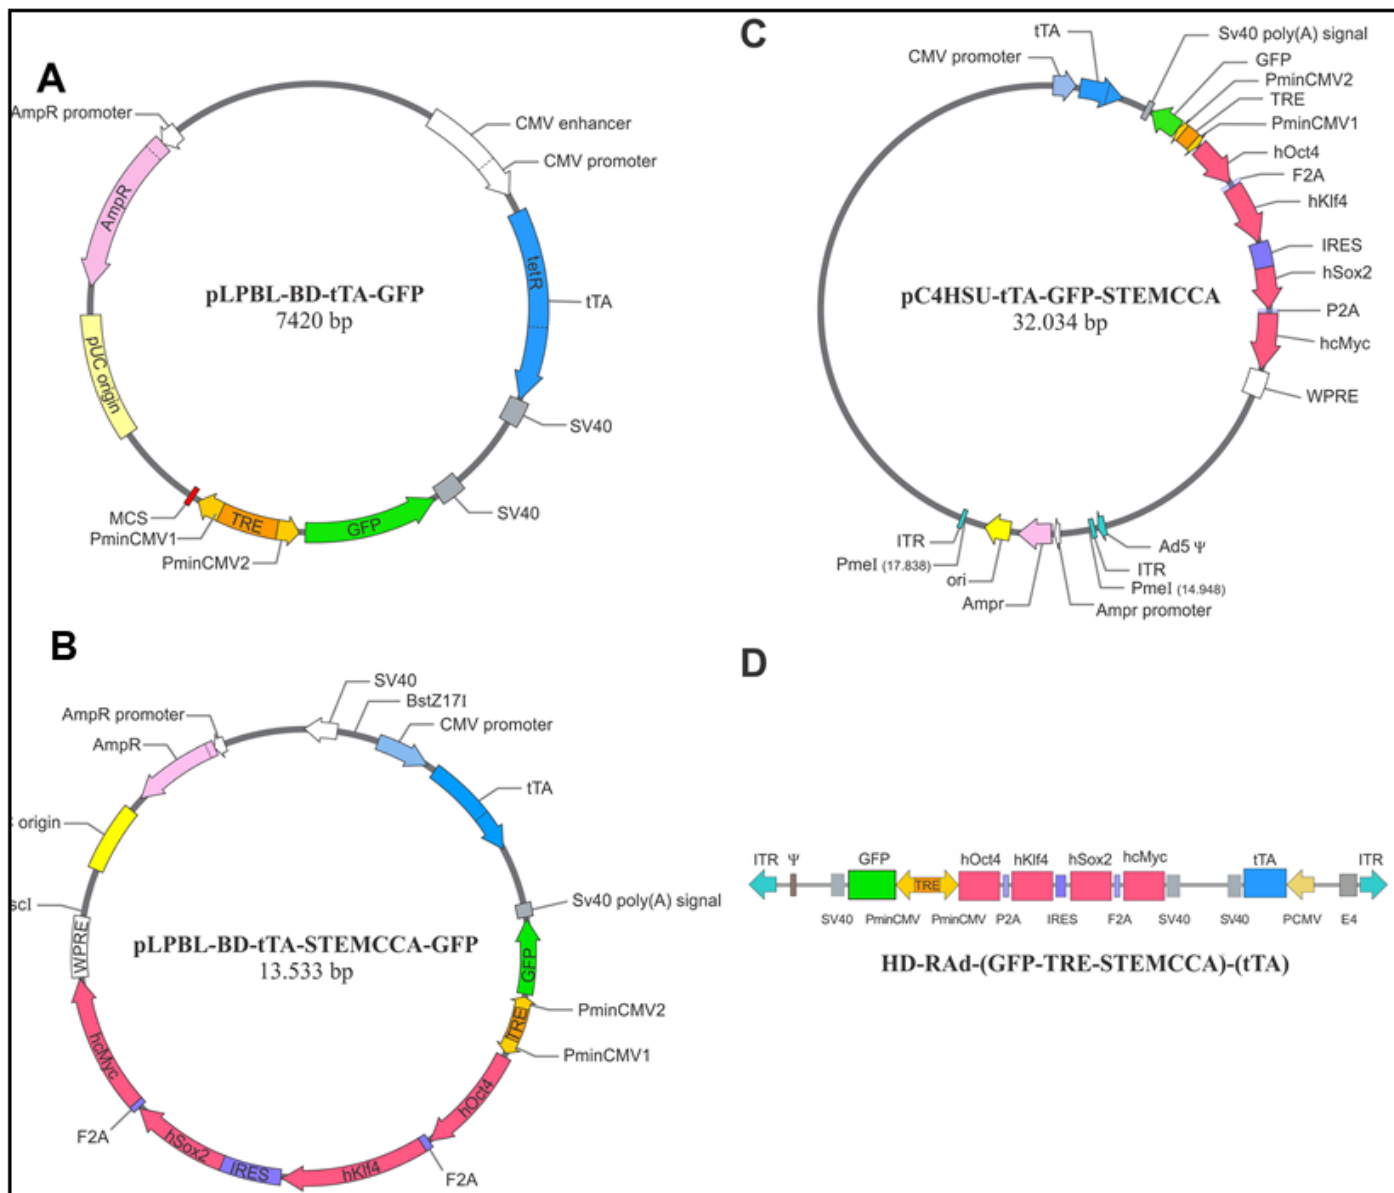 A
AmpR promoter
CMV enhancer
CMV promoter
AmpR
tetR
tTA
pLPBL-BD-tTA-GFP
7420 bp
pUC origin
SV40
SV40
MCS
PminCMV1
TRE
GFP
PminCMV2
B
SV40
BstZ17I
AmpR promoter
CMV promoter
AmpR
tTA
origin
Sv40 poly(A) signal
scI
WPRE
pLPBL-BD-tTA-STEMCCA-GFP
13.533 bp
GFP
PminCMV2
TRE
PminCMV1
hcMyc
hOct4
F2A
hSox2
IRES
hKlf4
F2A
C
tTA
Sv40 poly(A) signal
CMV promoter
GFP
PminCMV2
TRE
PminCMV1
hOct4
F2A
hKlf4
IRES
hSox2
pC4HSU-tTA-GFP-STEMCCA
32.034 bp
P2A
hcMyc
WPRE
ITR
Ad5 Ψ
PmeI (17.838)
ITR
ori
PmeI (14.948)
Ampr
Ampr promoter
D
ITR Ψ GFP hOct4 hKlf4 hSox2 hcMyc tTA ITR
TRE
SV40 PminCMV PminCMV P2A IRES F2A SV40 SV40 PCMV E4
HD-RAd-(GFP-TRE-STEMCCA)-(tTA)